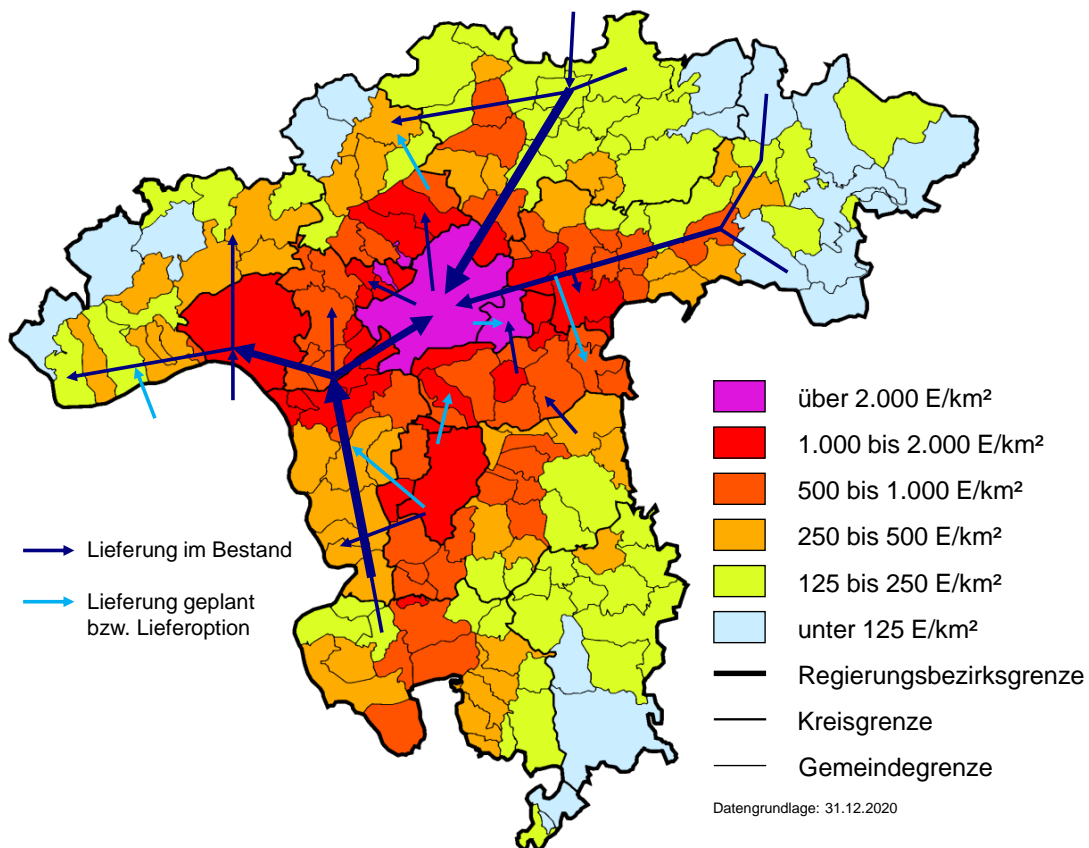 über 2.000 E/km²
1.000 bis 2.000 E/km²
500 bis 1.000 E/km²
250 bis 500 E/km²
125 bis 250 E/km²
unter 125 E/km²
Regierungsbezirksgrenze
Kreisgrenze
Gemeindegrenze
Datengrundlage: 31.12.2020
Lieferung im Bestand
Lieferung geplant
bzw. Lieferoption